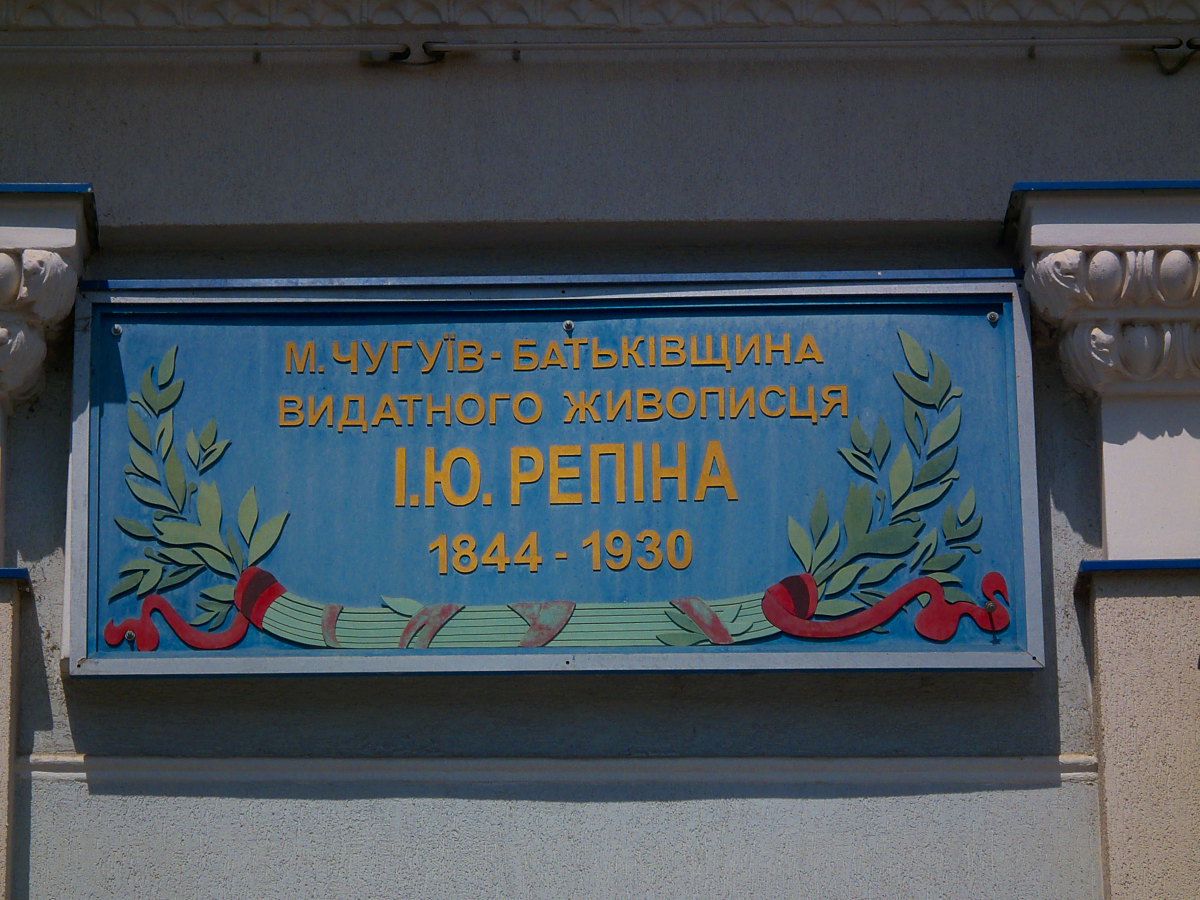 М.ЧУГУЇВ - БАТЬКІВЩИНА
ВИДАТНОГО ЖИВОПИСЦЯ
І.Ю. РЕПІНА
1844 - 1930